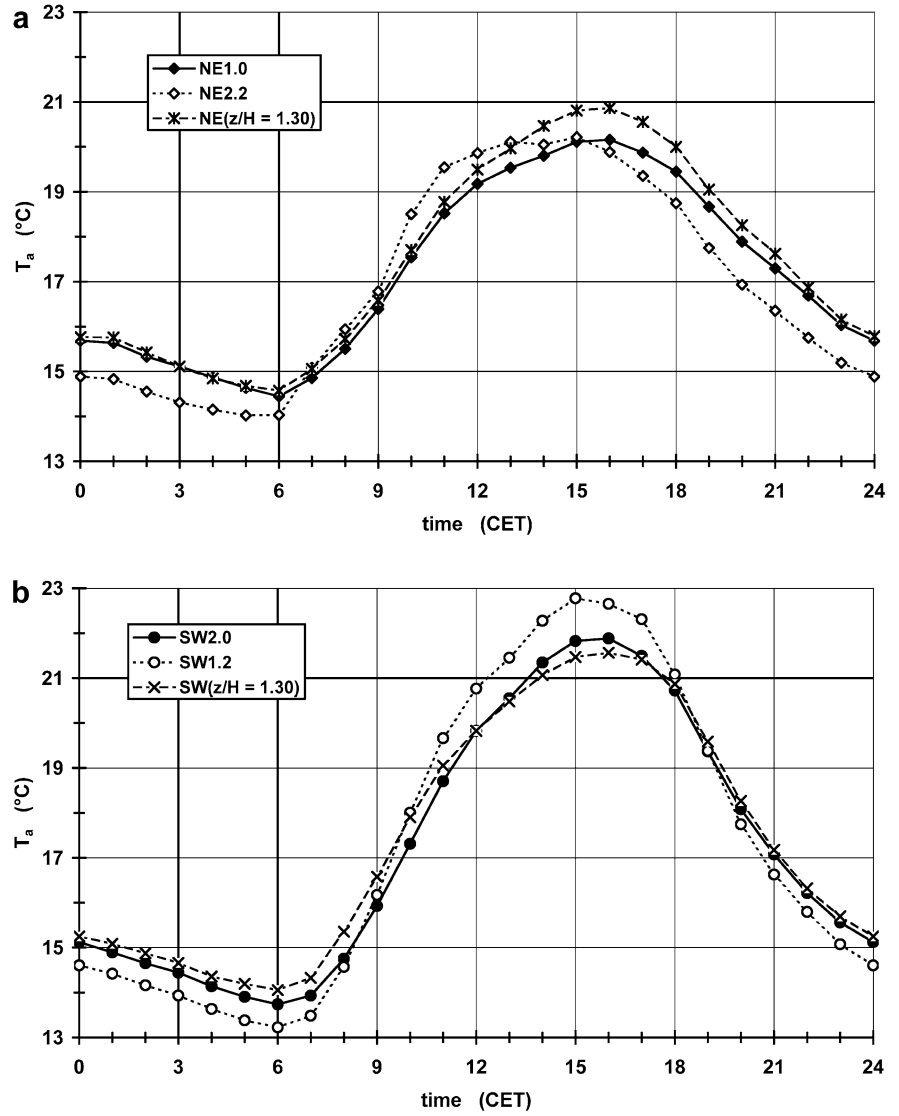 a
23
21
19
17
15
13
T_a (°C)
NE1.0
NE2.2
NE(z/H = 1.30)
0 3 6 9 12 15 18 21 24
time (CET)
b
23
21
19
17
15
13
T_a (°C)
SW2.0
SW1.2
SW(z/H = 1.30)
0 3 6 9 12 15 18 21 24
time (CET)